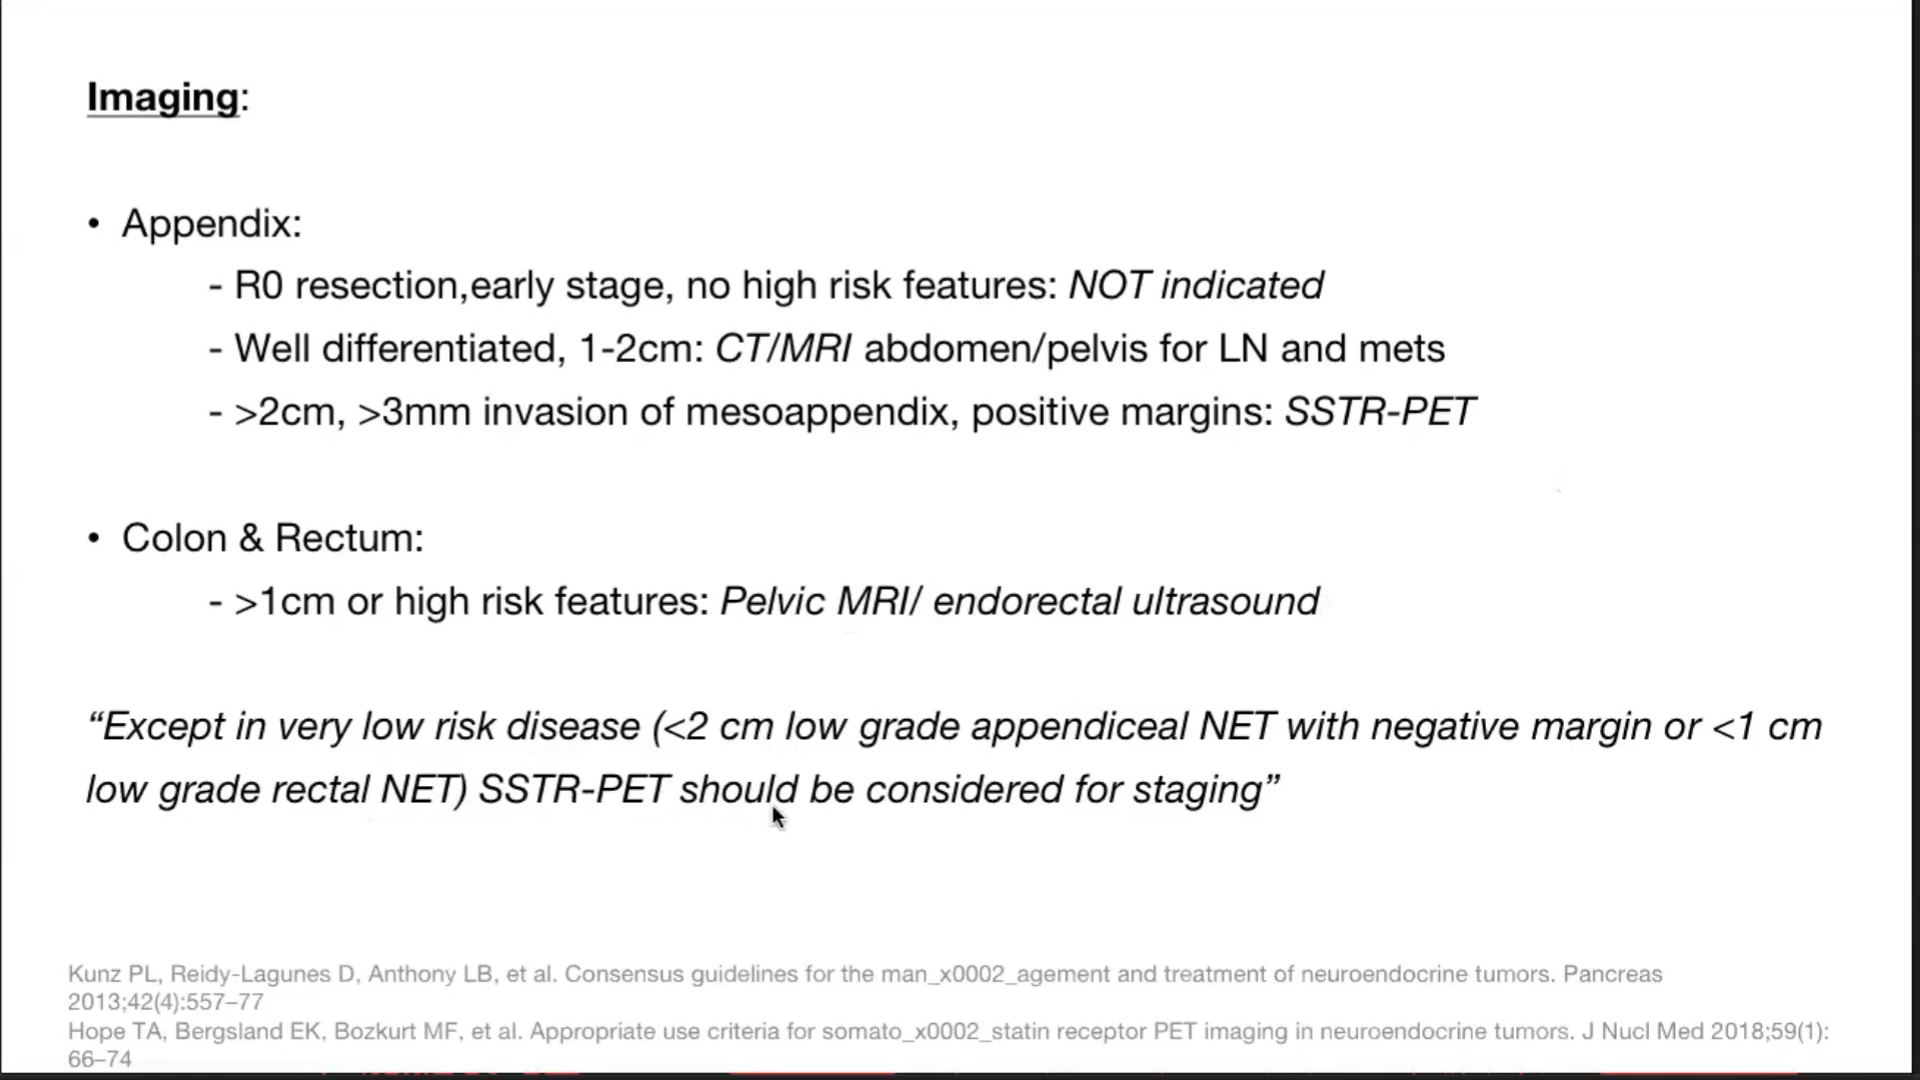 Imaging:
• Appendix:
- R0 resection,early stage, no high risk features: NOT indicated
- Well differentiated, 1-2cm: CT/MRI abdomen/pelvis for LN and mets
- >2cm, >3mm invasion of mesoappendix, positive margins: SSTR-PET
• Colon & Rectum:
- >1cm or high risk features: Pelvic MRI/ endorectal ultrasound
“Except in very low risk disease (<2 cm low grade appendiceal NET with negative margin or <1 cm
low grade rectal NET) SSTR-PET should be considered for staging”
Kunz PL, Reidy-Lagunes D, Anthony LB, et al. Consensus guidelines for the man_x0002_agement and treatment of neuroendocrine tumors. Pancreas
2013;42(4):557–77
Hope TA, Bergsland EK, Bozkurt MF, et al. Appropriate use criteria for somato_x0002_statin receptor PET imaging in neuroendocrine tumors. J Nucl Med 2018;59(1):
66–74